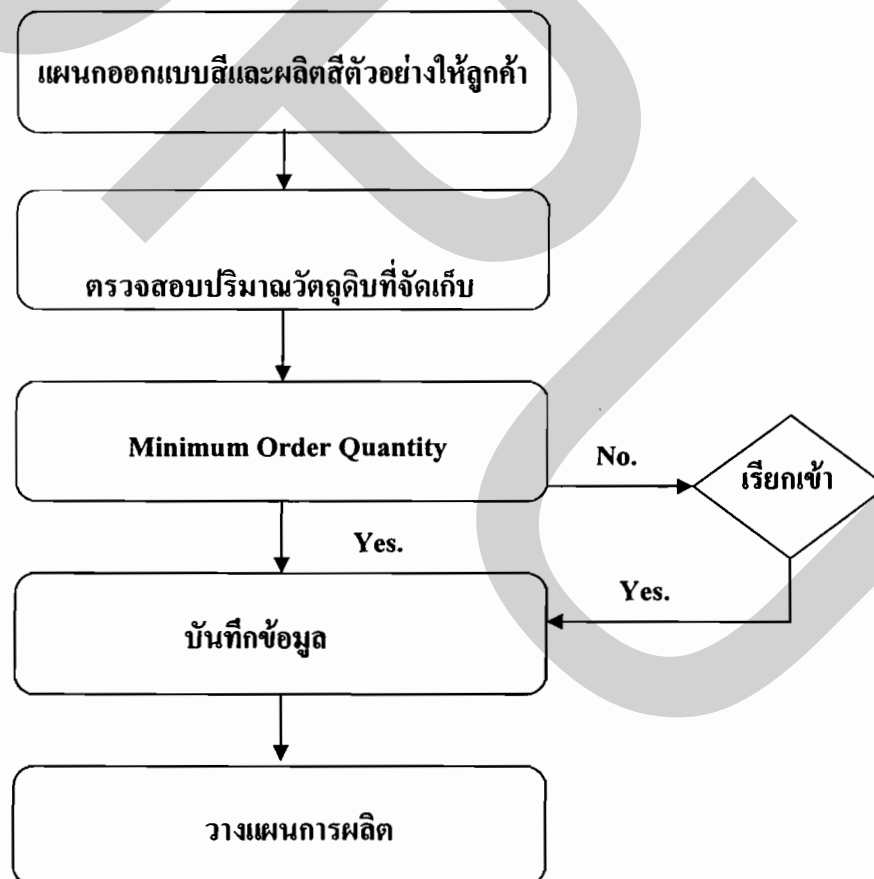 แผนกออกแบบสีและผลิตสีตัวอย่างให้ลูกค้า
ตรวจสอบปริมาณวัตถุดิบที่จัดเก็บ
Minimum Order Quantity
No.
เรียกเข้า
Yes.
Yes.
บันทึกข้อมูล
วางแผนการผลิต